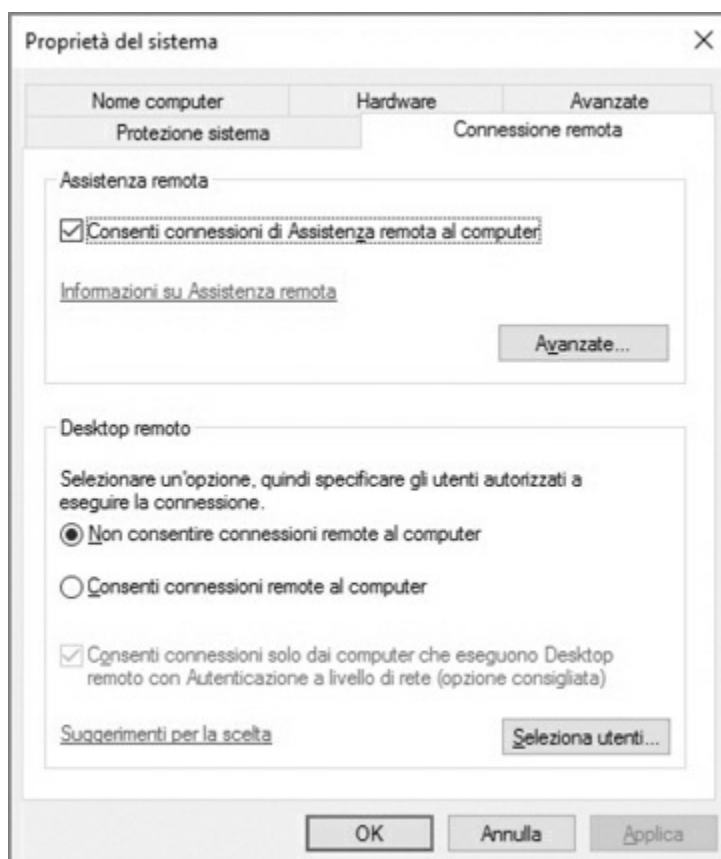 Proprietà del sistema
Nome computer
Hardware
Avanzate
Protezione sistema
Connessione remota
Assistenza remota
Consenti connessioni di Assistenza remota al computer
Informazioni su Assistenza remota
Avanzate...
Desktop remoto
Selezionare un'opzione, quindi specificare gli utenti autorizzati a
eseguire la connessione.
Non consentire connessioni remote al computer
Consenti connessioni remote al computer
Consenti connessioni solo dai computer che eseguono Desktop
remoto con Autenticazione a livello di rete (opzione consigliata)
Suggerimenti per la scelta
Seleziona utenti...
OK
Annulla
Applica